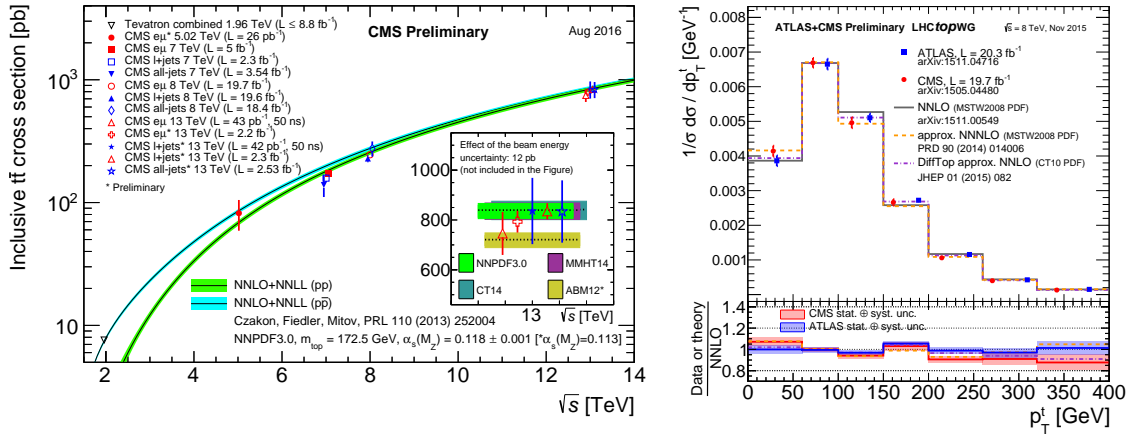 Inclusive tt̄ cross section [pb]
CMS Preliminary
Aug 2016
Tevatron combined 1.96 TeV (L ≤ 8.8 fb⁻¹)
CMS eμ* 5.02 TeV (L = 26 pb⁻¹)
CMS eμ 7 TeV (L = 5 fb⁻¹)
CMS l+jets 7 TeV (L = 2.3 fb⁻¹)
CMS all-jets 7 TeV (L = 3.54 fb⁻¹)
CMS eμ 8 TeV (L = 19.7 fb⁻¹)
CMS l+jets 8 TeV (L = 19.6 fb⁻¹)
CMS all-jets 8 TeV (L = 18.4 fb⁻¹)
CMS eμ 13 TeV (L = 43 pb⁻¹, 50 ns)
CMS eμ* 13 TeV (L = 2.2 fb⁻¹)
CMS l+jets* 13 TeV (L = 42 pb⁻¹, 50 ns)
CMS l+jets* 13 TeV (L = 2.3 fb⁻¹)
CMS all-jets* 13 TeV (L = 2.53 fb⁻¹)
* Preliminary
10³
10²
10
Effect of the beam energy
uncertainty: 12 pb
(not included in the Figure)
1000
800
600
NNPDF3.0
MMHT14
CT14
ABM12*
13
√s [TeV]
NNLO+NNLL (pp)
NNLO+NNLL (pp̄)
Czakon, Fiedler, Mitov, PRL 110 (2013) 252004
NNPDF3.0, m_top = 172.5 GeV, α_s(M_Z) = 0.118 ± 0.001 [*α_s(M_Z)=0.113]
2 4 6 8 10 12 14
√s [TeV]
1/σ dσ / dp_T^t [GeV⁻¹]
ATLAS+CMS Preliminary LHCtopWG
√s = 8 TeV, Nov 2015
0.007
0.006
0.005
0.004
0.003
0.002
0.001
0
ATLAS, L = 20.3 fb⁻¹
arXiv:1511.04716
CMS, L = 19.7 fb⁻¹
arXiv:1505.04480
NNLO (MSTW2008 PDF)
arXiv:1511.00549
approx. NNNLO (MSTW2008 PDF)
PRD 90 (2014) 014006
DiffTop approx. NNLO (CT10 PDF)
JHEP 01 (2015) 082
Data or theory
NNLO
1.4
1.2
1
0.8
CMS stat. ⊕ syst. unc.
ATLAS stat. ⊕ syst. unc.
0 50 100 150 200 250 300 350 400
p_T^t [GeV]